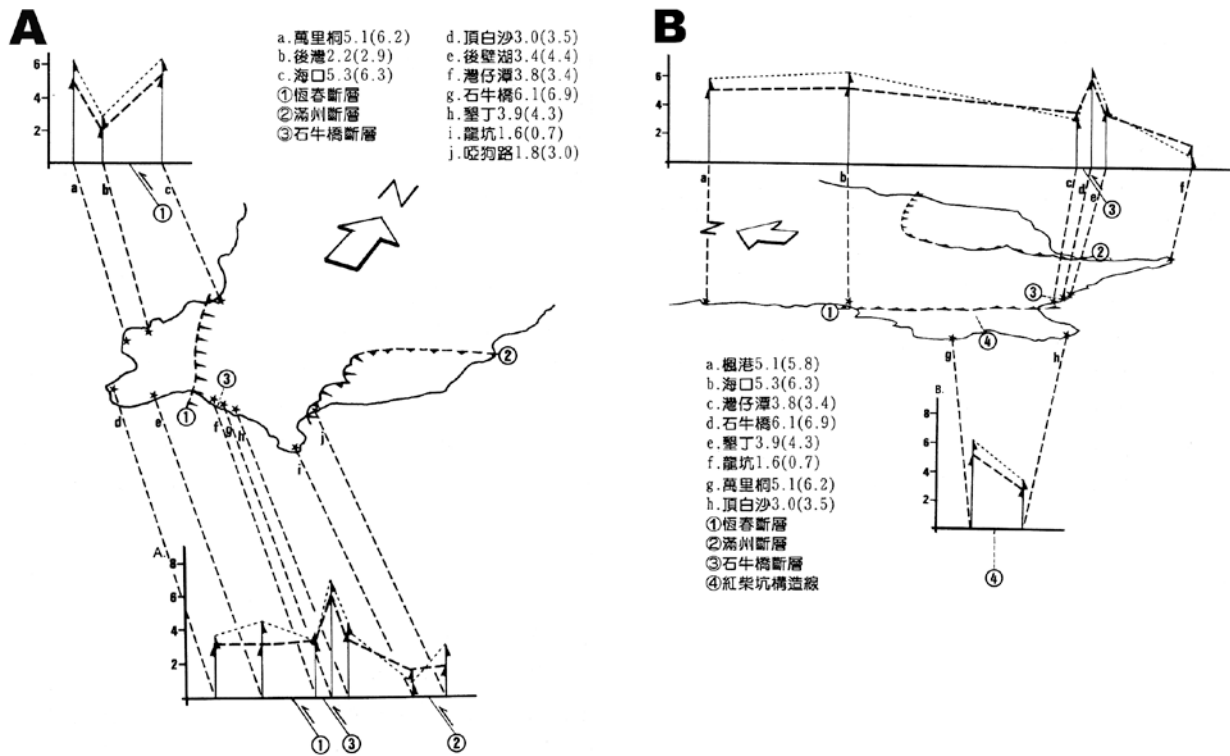 A
6
4
2
a
b
c
①
a.萬里桐5.1(6.2)
b.後灣2.2(2.9)
c.海口5.3(6.3)
①恆春斷層
②滿州斷層
③石牛橋斷層
d.頂白沙3.0(3.5)
e.後壁湖3.4(4.4)
f.灣仔潭3.8(3.4)
g.石牛橋6.1(6.9)
h.墾丁3.9(4.3)
i.龍坑1.6(0.7)
j.啞狗路1.8(3.0)
N
②
③
①
d
e
f
g
h
i
j
A.
8
6
4
2
①
③
②
B
6
4
2
a
b
c
d
e
f
③
N
②
③
①
④
g
h
a.楓港5.1(5.8)
b.海口5.3(6.3)
c.灣仔潭3.8(3.4)
d.石牛橋6.1(6.9)
e.墾丁3.9(4.3)
f.龍坑1.6(0.7)
g.萬里桐5.1(6.2)
h.頂白沙3.0(3.5)
①恆春斷層
②滿州斷層
③石牛橋斷層
④紅柴坑構造線
B.
8
6
4
2
④